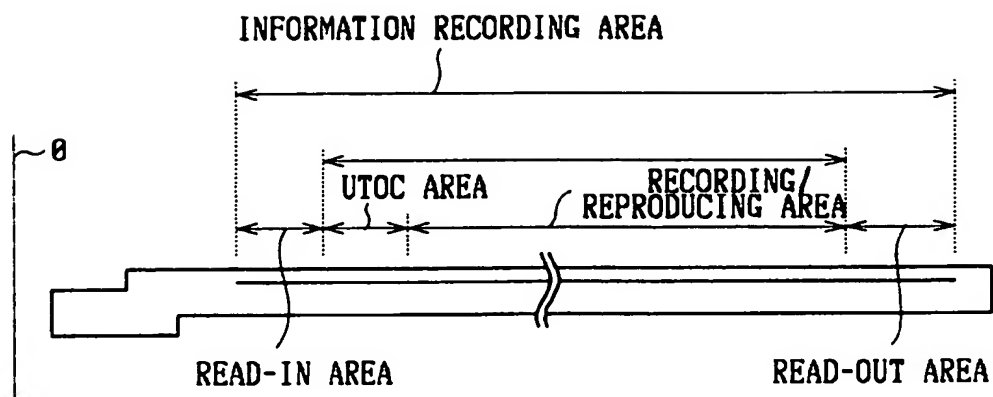 INFORMATION RECORDING AREA
0
UTOC AREA
RECORDING/
REPRODUCING AREA
READ-IN AREA
READ-OUT AREA